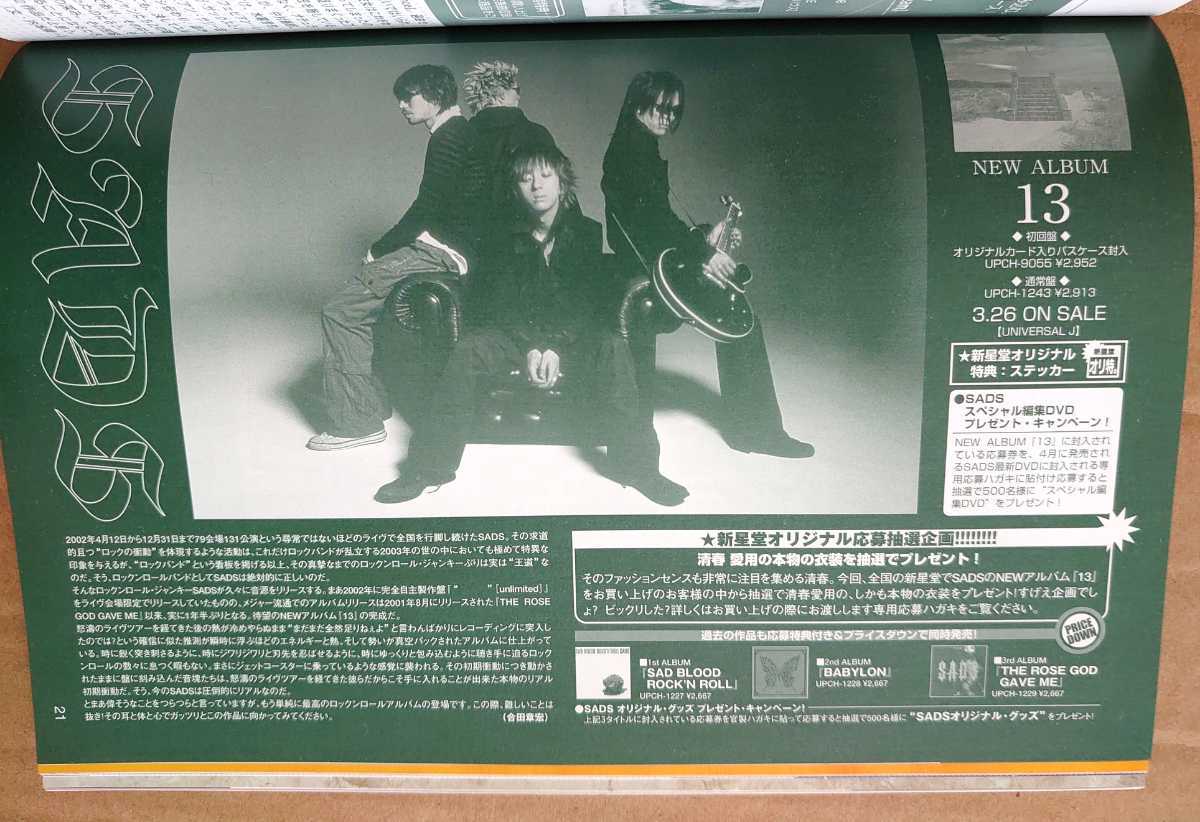 SADS
NEW ALBUM
13
◆ 初回盤 ◆
オリジナルカード入りパスケース封入
UPCH-9055 ¥2,952
◆ 通常盤 ◆
UPCH-1243 ¥2,913
3.26 ON SALE
【UNIVERSAL J】
★新星堂オリジナル
特典：ステッカー
新星堂
オリ特。
●SADS
スペシャル編集DVD
プレゼント・キャンペーン！
NEW ALBUM「13」に封入され
ている応募券を、4月に発売され
るSADS最新DVDに封入される専
用応募ハガキに貼付け応募すると
抽選で500名様に“スペシャル編
集DVD”をプレゼント！
2002年4月12日から12月31日まで79会場131公演という尋常ではないほどのライヴで全国を行脚し続けたSADS。その求道
的且つ“ロックの衝動”を体現するような活動は、これだけロックバンドが乱立する2003年の世の中においても極めて特異な
印象を与えるが、“ロックバンド”という看板を掲げる以上、その真摯なまでのロックンロール・ジャンキーぶりは実は“王道”な
のだ。そう、ロックンロールバンドとしてSADSは絶対的に正しいのだ。
そんなロックンロール・ジャンキーSADSが久々に音源をリリースする。まあ2002年に完全自主製作盤「“　　　”［unlimited］」
をライヴ会場限定でリリースしていたものの、メジャー流通でのアルバムリリースは2001年8月にリリースされた「THE ROSE
GOD GAVE ME」以来、実に1年半ぶりとなる。待望のNEWアルバム「13」の完成だ。
怒涛のライヴツアーを経てきた後の熱が冷めやらぬまま“まだまだ全然足りねぇよ”と言わんばかりにレコーディングに突入し
たのでは?という確信に似た推測が瞬時に浮ぶほどのエネルギーと熱。そして勢いが真空パックされたアルバムに仕上がって
いる。時に鋭く突き刺さるように、時にジワリジワリと刃先を忍ばせるように、時にゆっくりと包み込むように聴き手に迫るロック
ンロールの数々に息つく暇もない。まさにジェットコースターに乗っているような感覚に襲われる。その初期衝動につき動かさ
れたままに盤に刻み込んだ音塊たちは、怒涛のライヴツアーを経てきた彼らだからこそ手に入れることが出来た本物のリアル
初期衝動だ。そう、今のSADSは圧倒的にリアルなのだ。
とまあ偉そうなことをつらつらと言っていますが、もう単純に最高のロックンロールアルバムの登場です。この際、難しいことは
抜き!その耳と体と心でガッツリとこの作品に向かってみてください。　（合田章宏）
21
★新星堂オリジナル応募抽選企画!!!!!!!!
清春 愛用の本物の衣装を抽選でプレゼント！
そのファッションセンスも非常に注目を集める清春。今回、全国の新星堂でSADSのNEWアルバム「13」
をお買い上げのお客様の中から抽選で清春愛用の、しかも本物の衣装をプレゼント!すげえ企画でし
ょ? ビックリした?詳しくはお買い上げの際にお渡しします専用応募ハガキをご覧ください。
PRICE
DOWN
過去の作品も応募特典付き&プライスダウンで同時発売！
SAD BLOOD ROCK'N'ROLL SADS
■1st ALBUM
「SAD BLOOD
ROCK'N ROLL」
UPCH-1227 ¥2,667
■2nd ALBUM
「BABYLON」
UPCH-1228 ¥2,667
SADS
■3rd ALBUM
「THE ROSE GOD
GAVE ME」
UPCH-1229 ¥2,667
●SADS オリジナル・グッズ プレゼント・キャンペーン！
上記3タイトルに封入されている応募券を官製ハガキに貼って応募すると抽選で500名様に“SADSオリジナル・グッズ”をプレゼント!